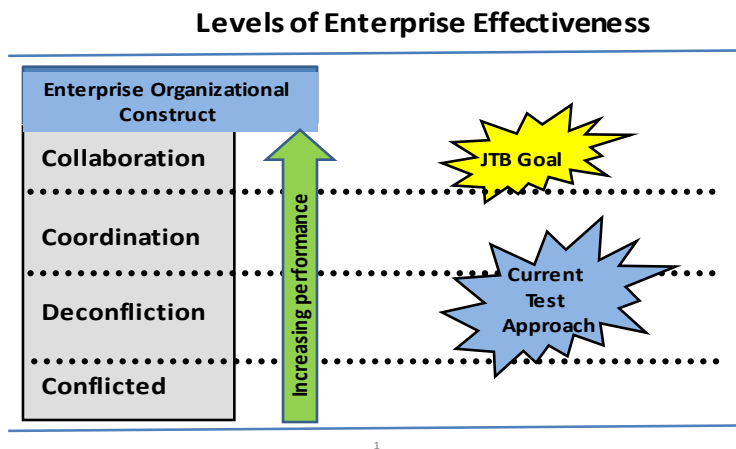 Levels of Enterprise Effectiveness
Enterprise Organizational
Construct
Collaboration
Coordination
Deconfliction
Conflicted
Increasing performance
JTB Goal
Current
Test
Approach
1